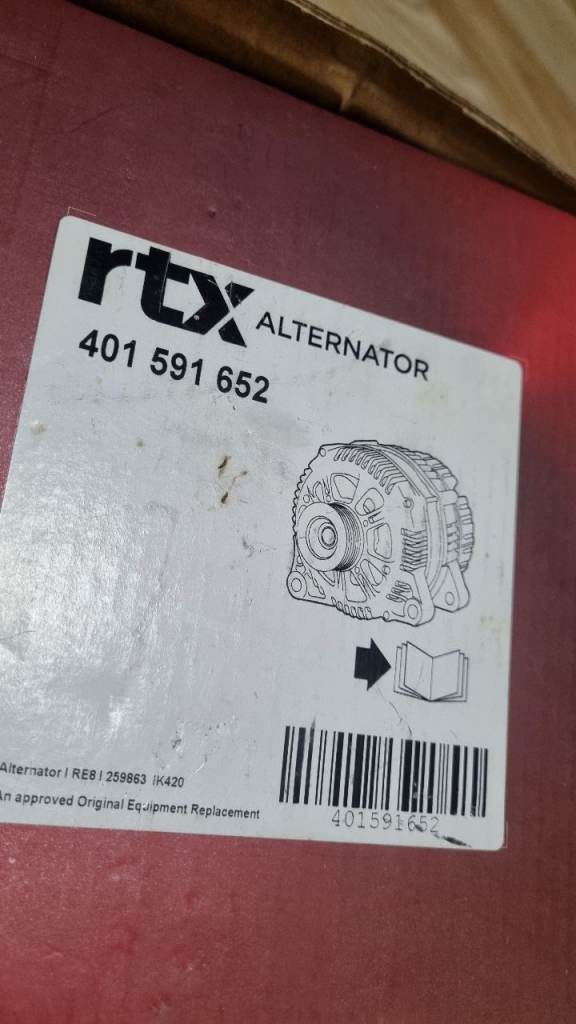 rtx ALTERNATOR
401 591 652
Alternator | RE8 | 259863 IK420
An approved Original Equipment Replacement
401591652